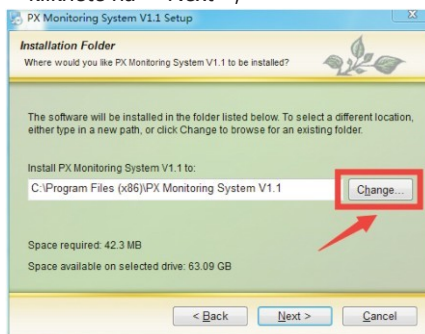 kliknete na "Next"
PX Monitoring System V1.1 Setup
Installation Folder
Where would you like PX Monitoring System V1.1 to be installed?
The software will be installed in the folder listed below. To select a different location,
either type in a new path, or click Change to browse for an existing folder.
Install PX Monitoring System V1.1 to:
C:\Program Files (x86)\PX Monitoring System V1.1
Change...
Space required: 42.3 MB
Space available on selected drive: 63.09 GB
< Back
Next >
Cancel